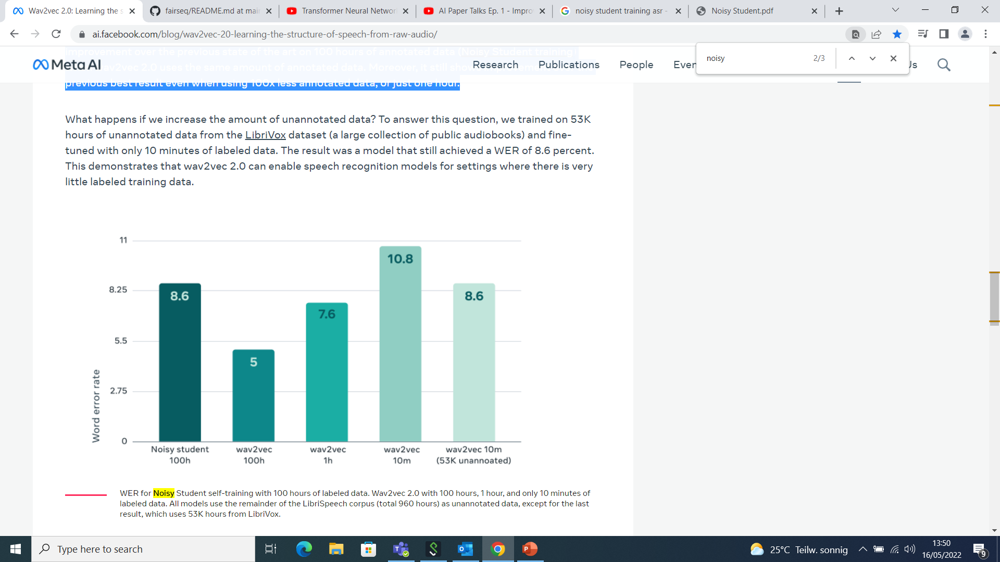 Wav2vec 2.0: Learning the s
fairseq/README.md at mai
Transformer Neural Networ
AI Paper Talks Ep. 1 - Impro
noisy student training asr -
Noisy Student.pdf
ai.facebook.com/blog/wav2vec-20-learning-the-structure-of-speech-from-raw-audio/
noisy
2/3
improvement over the previous state of the art on 100 hours of annotated data (Noisy Student training
Meta AI
Research
Publications
People
Even
Us
av2vec 2.0 uses the same amount of annotated data. Moreover, it still show
previous best result even when using 100x less annotated data, or just one hour.
What happens if we increase the amount of unannotated data? To answer this question, we trained on 53K
hours of unannotated data from the LibriVox dataset (a large collection of public audiobooks) and fine-
tuned with only 10 minutes of labeled data. The result was a model that still achieved a WER of 8.6 percent.
This demonstrates that wav2vec 2.0 can enable speech recognition models for settings where there is very
little labeled training data.
11
8.25
5.5
2.75
0
Word error rate
8.6
5
7.6
10.8
8.6
Noisy student
100h
wav2vec
100h
wav2vec
1h
wav2vec
10m
wav2vec 10m
(53K unannoated)
WER for Noisy Student self-training with 100 hours of labeled data. Wav2vec 2.0 with 100 hours, 1 hour, and only 10 minutes of
labeled data. All models use the remainder of the LibriSpeech corpus (total 960 hours) as unannotated data, except for the last
result, which uses 53K hours from LibriVox.
Type here to search
25°C Teilw. sonnig
13:50
16/05/2022
9